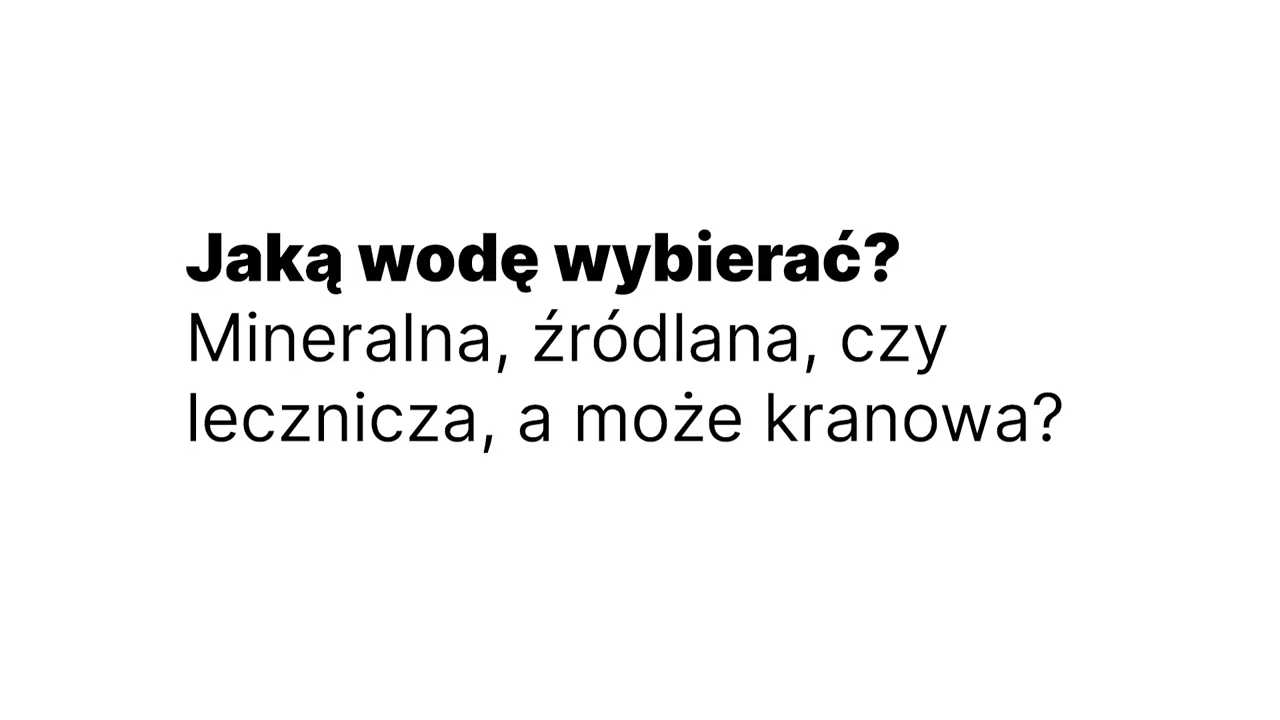 Jaką wodę wybierać?
Mineralna, źródlana, czy
lecznicza, a może kranowa?